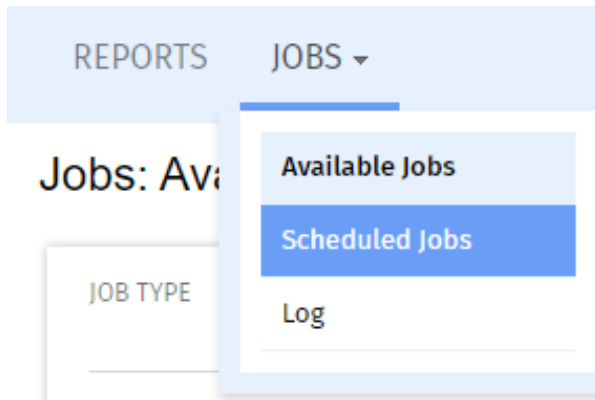 REPORTS JOBS
Jobs: Ava
Available Jobs
Scheduled Jobs
JOB TYPE
Log